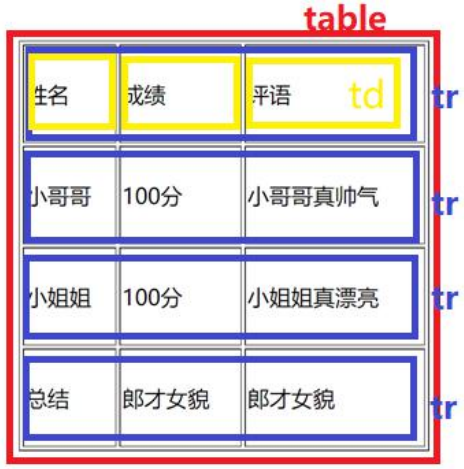 table
姓名 成绩 评语 td tr
小哥哥 100分 小哥哥真帅气 tr
小姐姐 100分 小姐姐真漂亮 tr
总结 郎才女貌 郎才女貌 tr